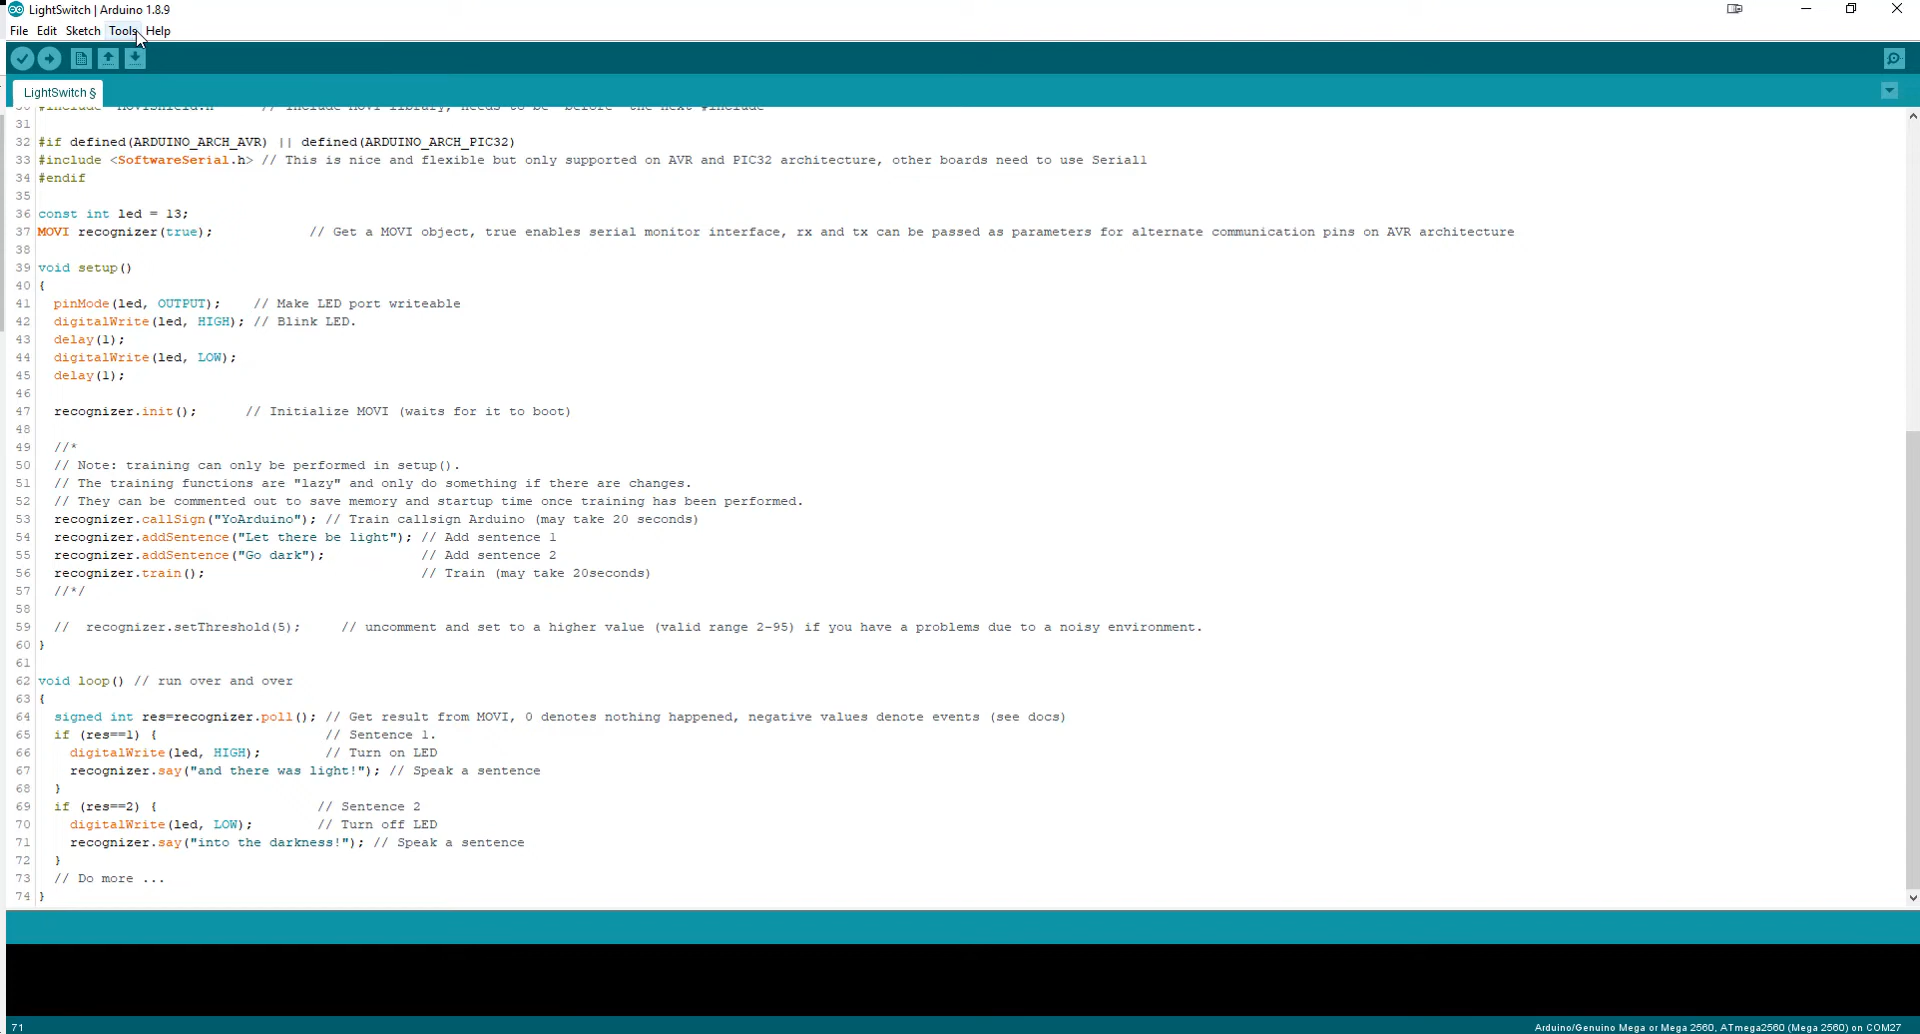 LightSwitch | Arduino 1.8.9
File Edit Sketch Tools Help
LightSwitch §
30 #include "MOVIShield.h" // Include MOVI library, needs to be *before* the next #include
31
32 #if defined(ARDUINO_ARCH_AVR) || defined(ARDUINO_ARCH_PIC32)
33 #include <SoftwareSerial.h> // This is nice and flexible but only supported on AVR and PIC32 architecture, other boards need to use Serial1
34 #endif
35
36 const int led = 13;
37 MOVI recognizer(true); // Get a MOVI object, true enables serial monitor interface, rx and tx can be passed as parameters for alternate communication pins on AVR architecture
38
39 void setup()
40 {
41 pinMode(led, OUTPUT); // Make LED port writeable
42 digitalWrite(led, HIGH); // Blink LED.
43 delay(1);
44 digitalWrite(led, LOW);
45 delay(1);
46
47 recognizer.init(); // Initialize MOVI (waits for it to boot)
48
49 //*
50 // Note: training can only be performed in setup().
51 // The training functions are "lazy" and only do something if there are changes.
52 // They can be commented out to save memory and startup time once training has been performed.
53 recognizer.callSign("YoArduino"); // Train callsign Arduino (may take 20 seconds)
54 recognizer.addSentence("Let there be light"); // Add sentence 1
55 recognizer.addSentence("Go dark"); // Add sentence 2
56 recognizer.train(); // Train (may take 20seconds)
57 //*/
58
59 // recognizer.setThreshold(5); // uncomment and set to a higher value (valid range 2-95) if you have a problems due to a noisy environment.
60 }
61
62 void loop() // run over and over
63 {
64 signed int res=recognizer.poll(); // Get result from MOVI, 0 denotes nothing happened, negative values denote events (see docs)
65 if (res==1) { // Sentence 1.
66 digitalWrite(led, HIGH); // Turn on LED
67 recognizer.say("and there was light!"); // Speak a sentence
68 }
69 if (res==2) { // Sentence 2
70 digitalWrite(led, LOW); // Turn off LED
71 recognizer.say("into the darkness!"); // Speak a sentence
72 }
73 // Do more ...
74 }
71
Arduino/Genuino Mega or Mega 2560, ATmega2560 (Mega 2560) on COM27